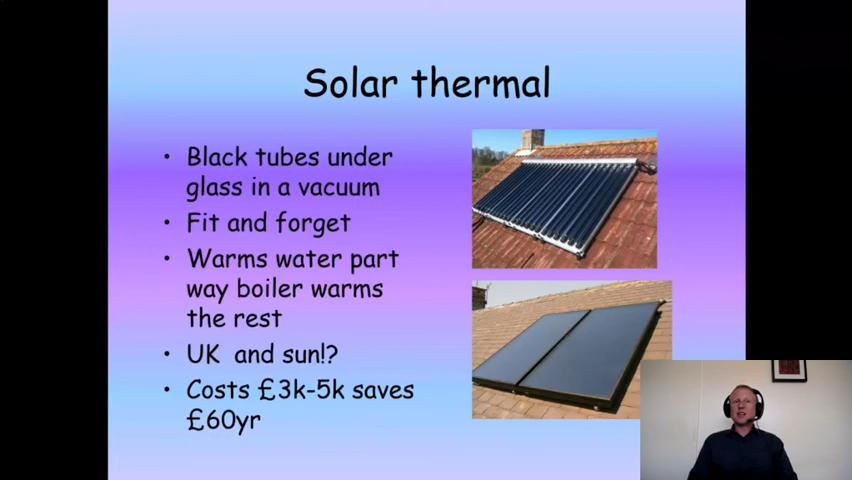 Solar thermal
• Black tubes under
glass in a vacuum
• Fit and forget
• Warms water part
way boiler warms
the rest
• UK  and sun!?
• Costs £3k-5k saves
£60yr